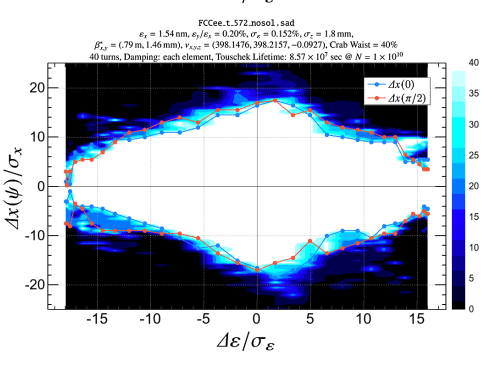 FCCee.t.572.nosol.sad
εx = 1.54 nm, εy/εx = 0.20%, σε = 0.152%, σz = 1.8 mm,
β*x,y = (.79 m, 1.46 mm), νx,y,z = (398.1476, 398.2157, -0.0927), Crab Waist = 40%
40 turns, Damping: each element, Touschek Lifetime: 8.57 × 10⁷ sec @ N = 1 × 10¹⁰
Δx(0)
Δx(π/2)
Δx(ψ)/σx
20
10
0
-10
-20
-15
-10
-5
0
5
10
15
Δε/σε
40
35
30
25
20
15
10
5
0